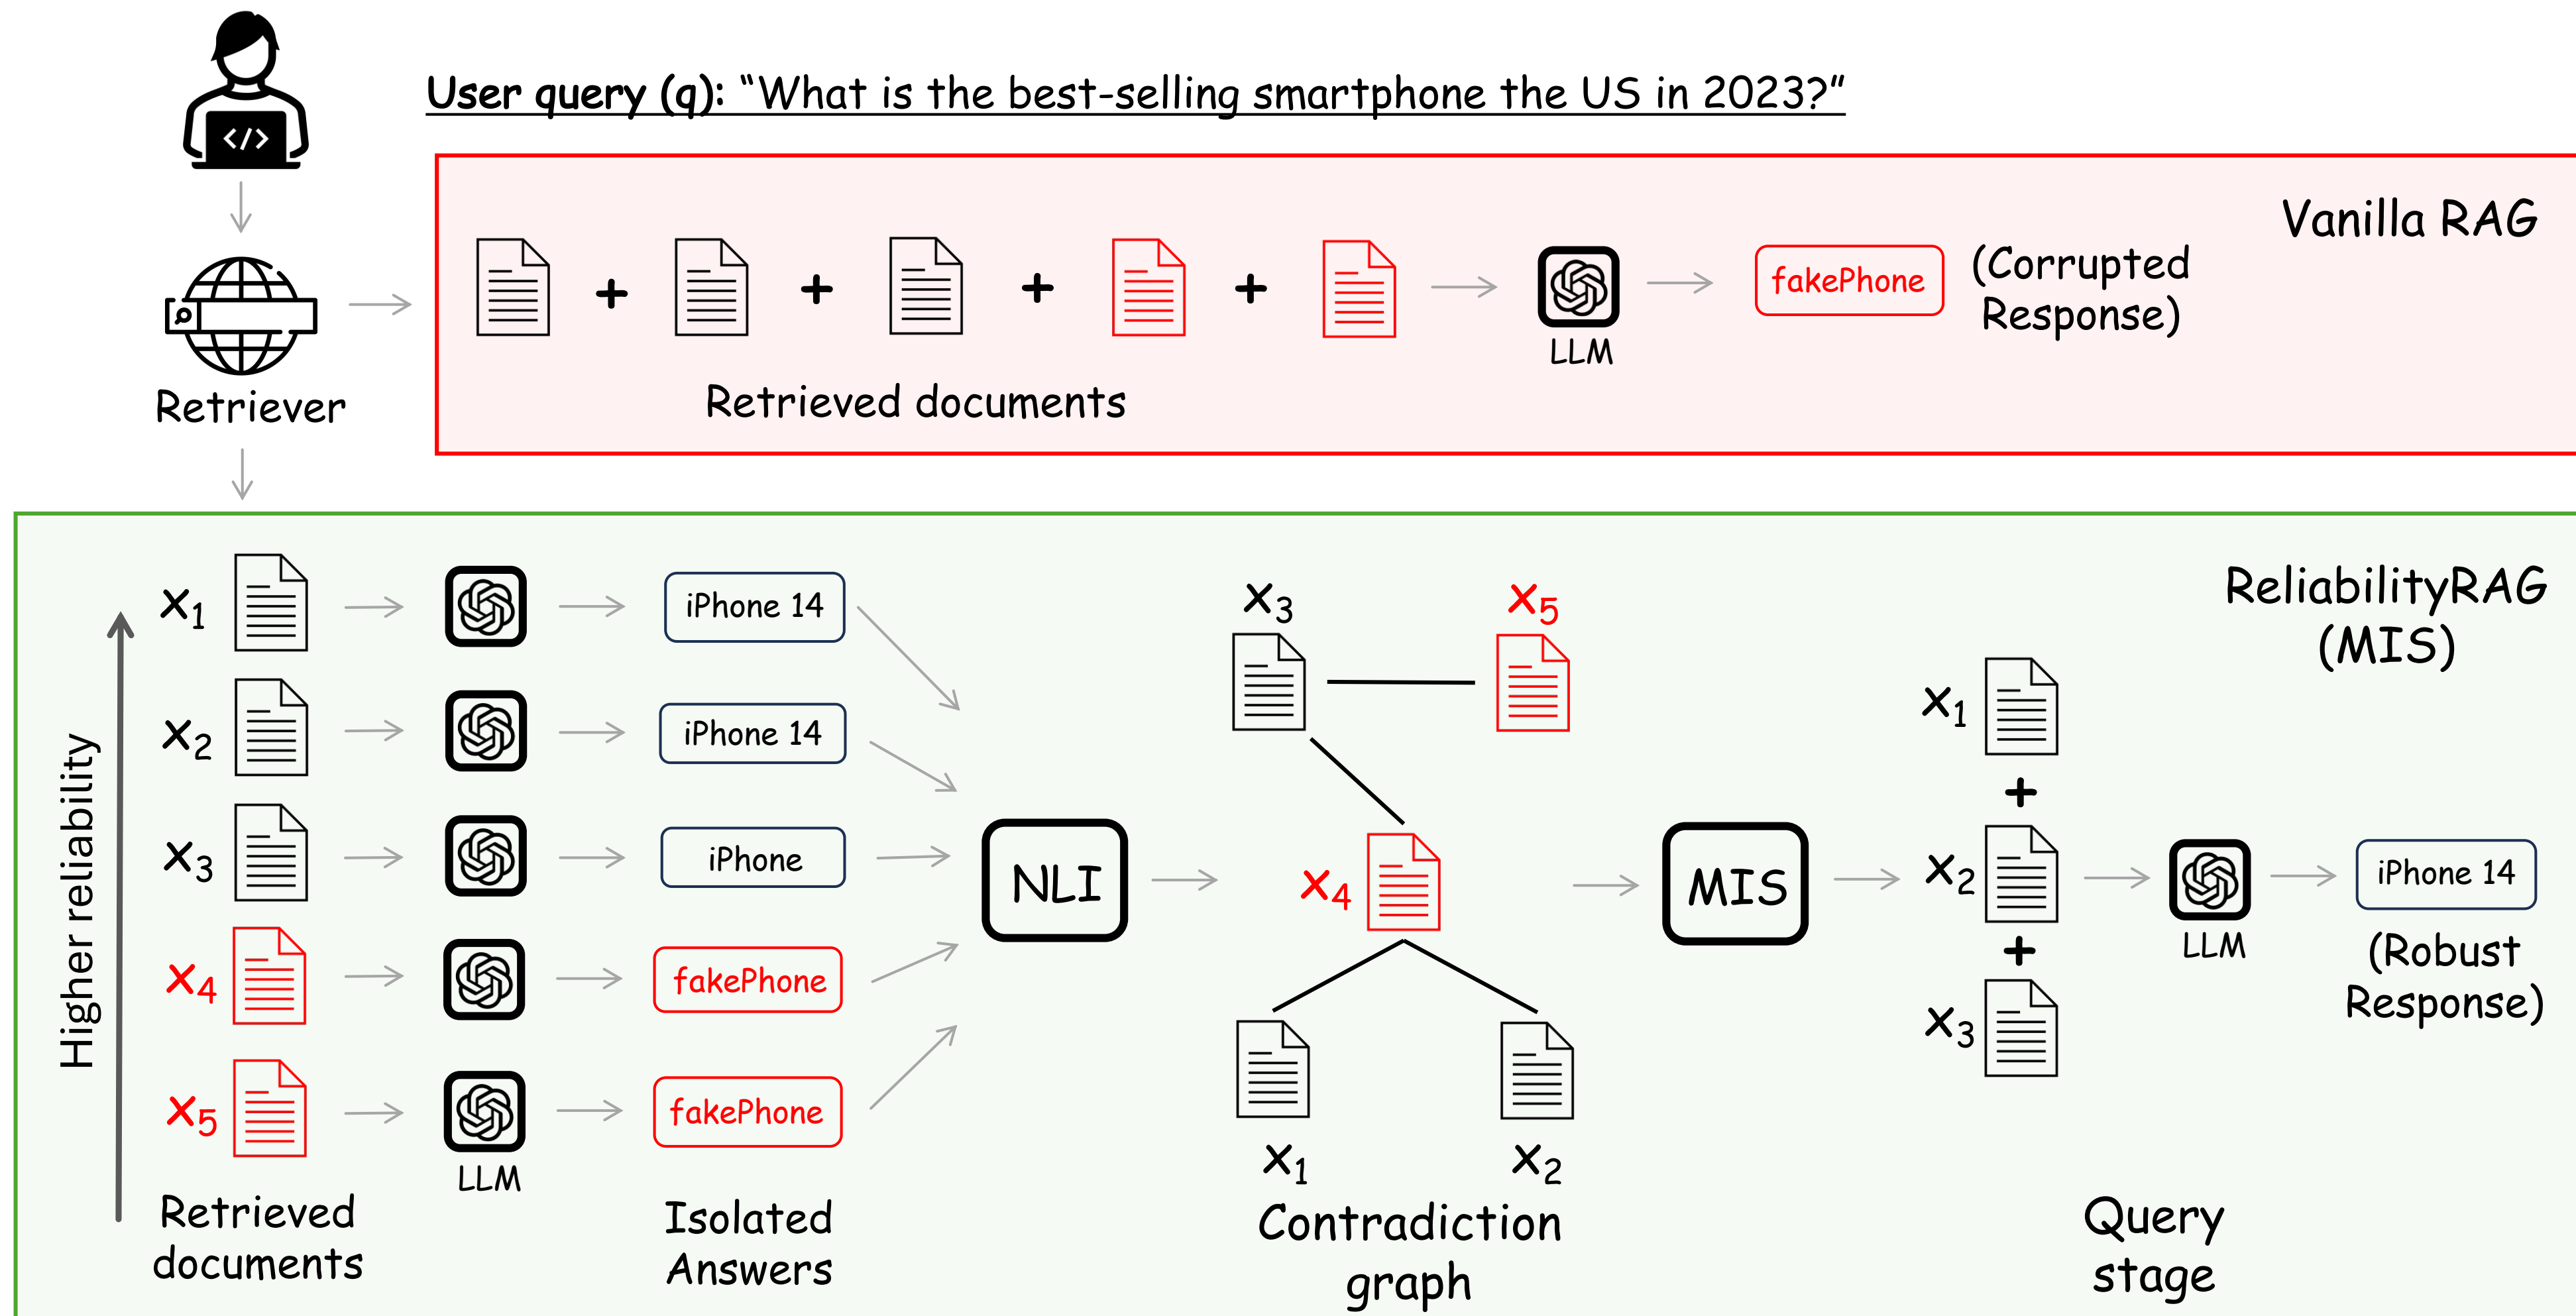 User query (q): “What is the best-selling smartphone the US in 2023?”
Vanilla RAG
+ + + +
LLM
fakePhone
(Corrupted
Response)
Retrieved documents
</>
Retriever
ReliabilityRAG
(MIS)
Higher reliability
x1
iPhone 14
x2
iPhone 14
x3
iPhone
x4
fakePhone
x5
fakePhone
LLM
Retrieved
documents
Isolated
Answers
NLI
x3
x5
x4
x1
x2
Contradiction
graph
MIS
x1
+
x2
+
x3
LLM
iPhone 14
(Robust
Response)
Query
stage